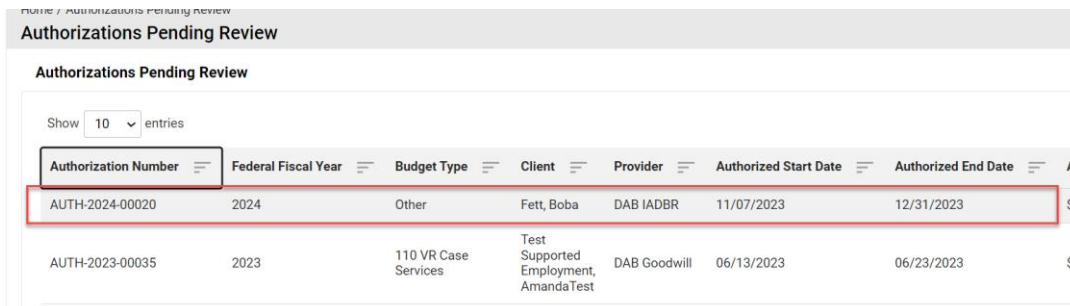 Home / Authorizations Pending Review
Authorizations Pending Review
Authorizations Pending Review
Show 10 entries
Authorization Number Federal Fiscal Year Budget Type Client Provider Authorized Start Date Authorized End Date A
AUTH-2024-00020 2024 Other Fett, Boba DAB IADBR 11/07/2023 12/31/2023 $
Test
110 VR Case Supported
AUTH-2023-00035 2023 DAB Goodwill 06/13/2023 06/23/2023 $
Services Employment,
AmandaTest